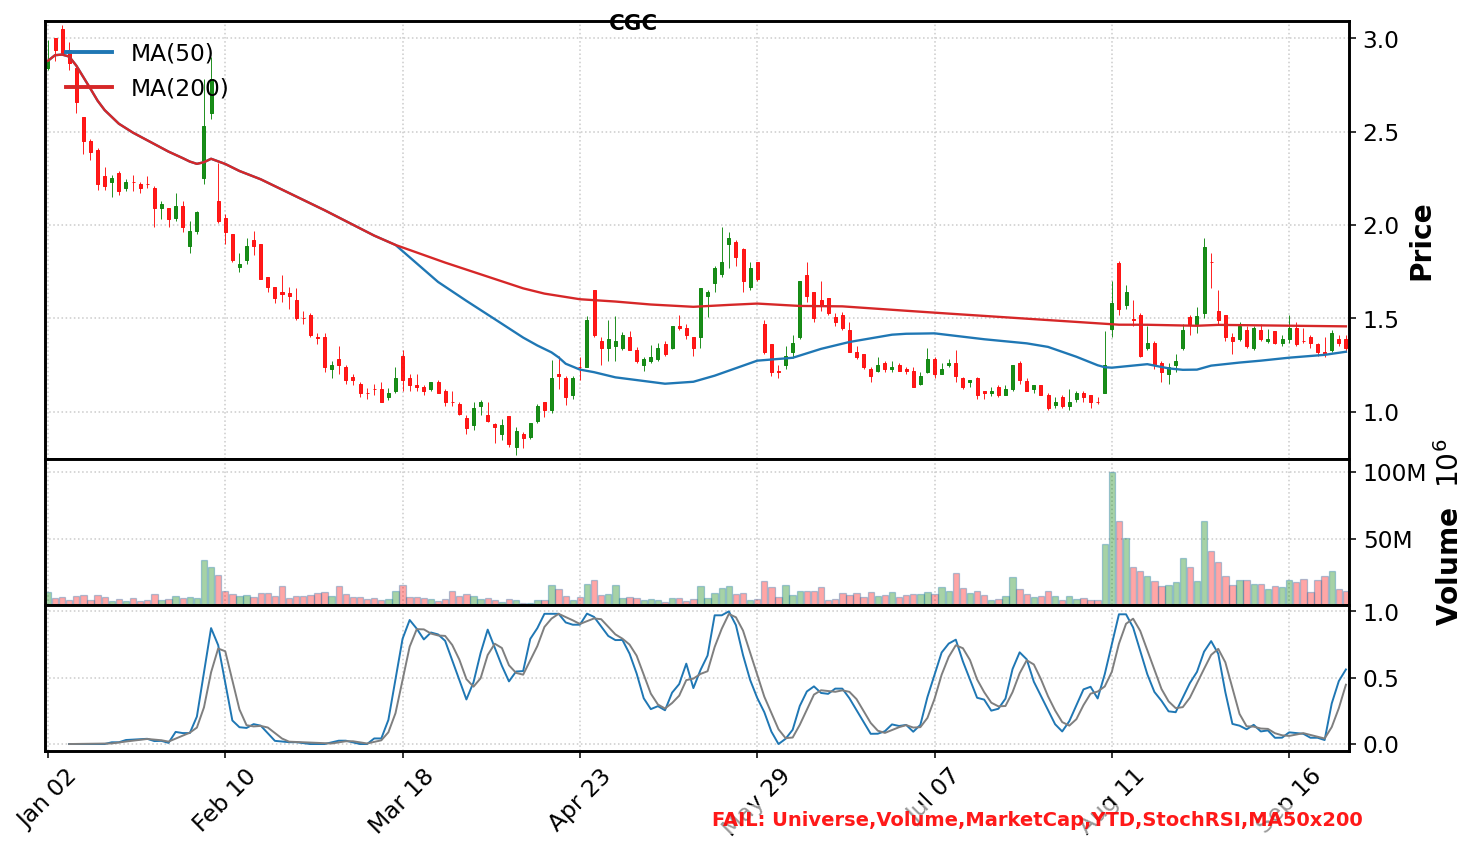 CGC
MA(50)
MA(200)
3.0
2.5
2.0
1.5
1.0
Price
100M
50M
Volume 10^6
1.0
0.5
0.0
Jan 02
Feb 10
Mar 18
Apr 23
May 29
Jul 07
Aug 11
Sep 16
FAIL: Universe,Volume,MarketCap,YTD,StochRSI,MA50x200